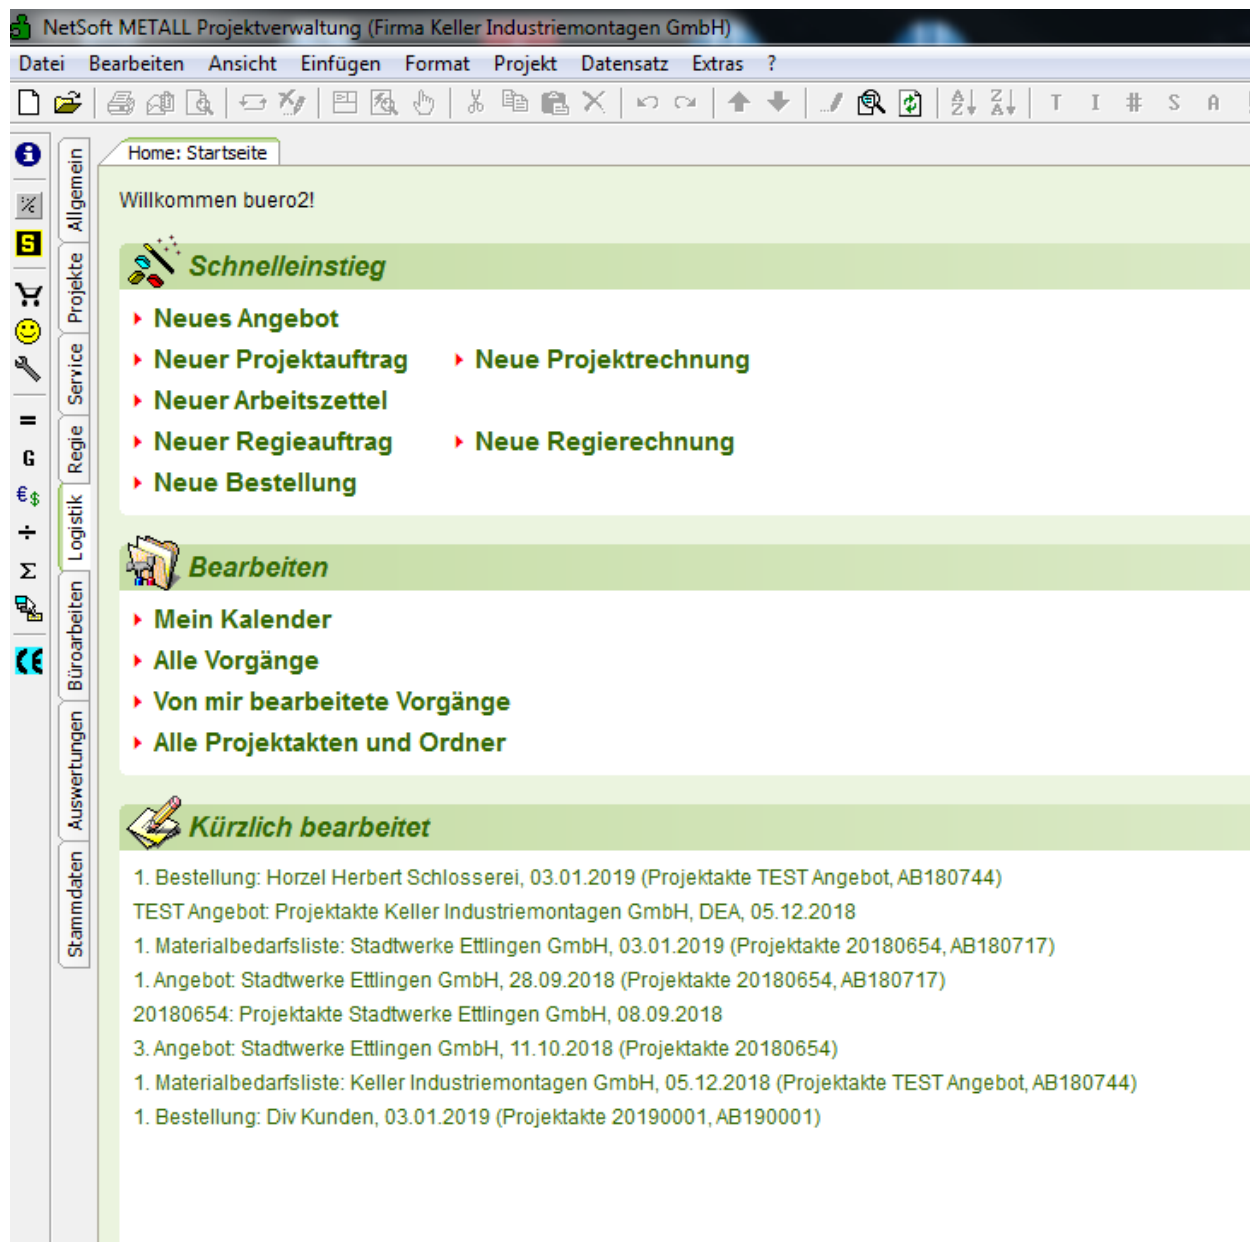 NetSoft METALL Projektverwaltung (Firma Keller Industriemontagen GmbH)
Datei Bearbeiten Ansicht Einfügen Format Projekt Datensatz Extras ?
T I # S A
Home: Startseite
Willkommen buero2!
Schnelleinstieg
Neues Angebot
Neuer Projektauftrag Neue Projektrechnung
Neuer Arbeitszettel
Neuer Regieauftrag Neue Regierechnung
Neue Bestellung
Bearbeiten
Mein Kalender
Alle Vorgänge
Von mir bearbeitete Vorgänge
Alle Projektakten und Ordner
Kürzlich bearbeitet
1. Bestellung: Horzel Herbert Schlosserei, 03.01.2019 (Projektakte TEST Angebot, AB180744)
TEST Angebot: Projektakte Keller Industriemontagen GmbH, DEA, 05.12.2018
1. Materialbedarfsliste: Stadtwerke Ettlingen GmbH, 03.01.2019 (Projektakte 20180654, AB180717)
1. Angebot: Stadtwerke Ettlingen GmbH, 28.09.2018 (Projektakte 20180654, AB180717)
20180654: Projektakte Stadtwerke Ettlingen GmbH, 08.09.2018
3. Angebot: Stadtwerke Ettlingen GmbH, 11.10.2018 (Projektakte 20180654)
1. Materialbedarfsliste: Keller Industriemontagen GmbH, 05.12.2018 (Projektakte TEST Angebot, AB180744)
1. Bestellung: Div Kunden, 03.01.2019 (Projektakte 20190001, AB190001)
Allgemein
Projekte
Service
Regie
Logistik
Büroarbeiten
Auswertungen
Stammdaten
S
=
G
€$
÷
Σ
CE